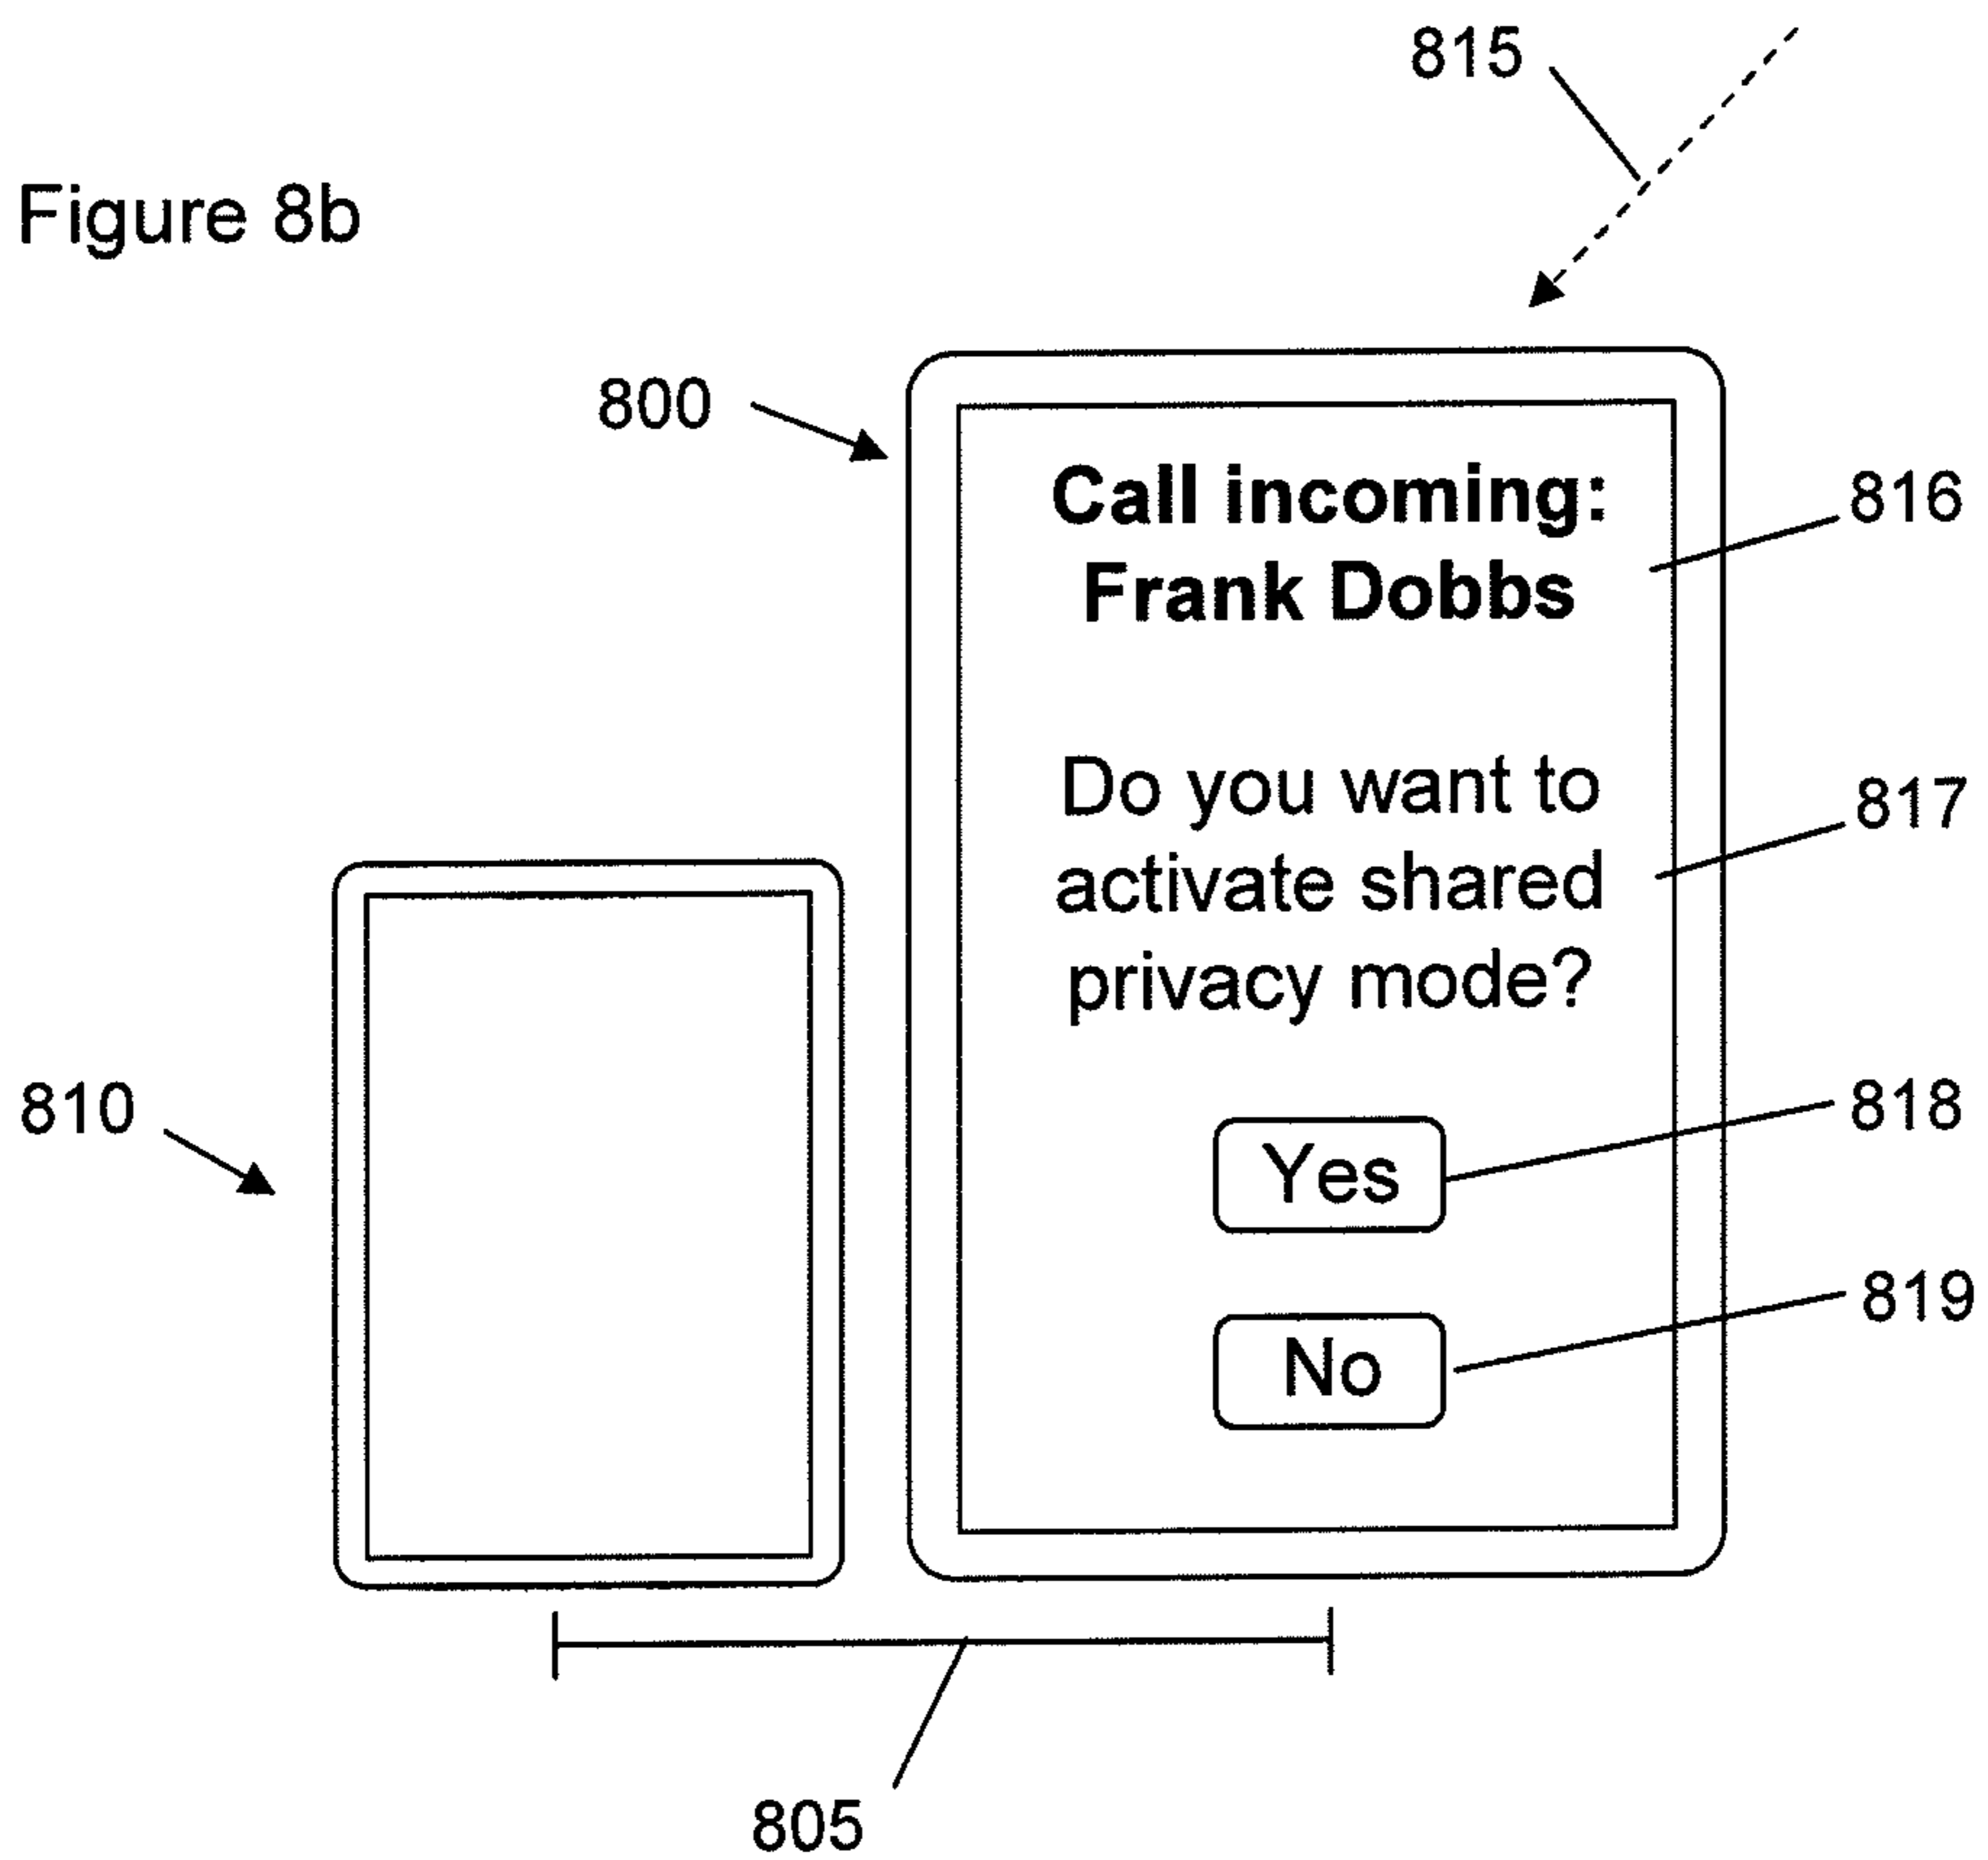 815
Figure 8b
800
Call incoming:
Frank Dobbs
816
Do you want to
activate shared
privacy mode?
817
810
Yes
818
No
819
805